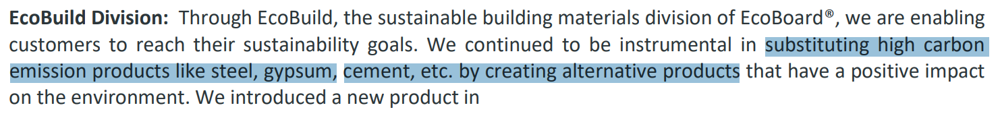 EcoBuild Division: Through EcoBuild, the sustainable building materials division of EcoBoard®, we are enabling
customers to reach their sustainability goals. We continued to be instrumental in substituting high carbon
emission products like steel, gypsum, cement, etc. by creating alternative products that have a positive impact
on the environment. We introduced a new product in